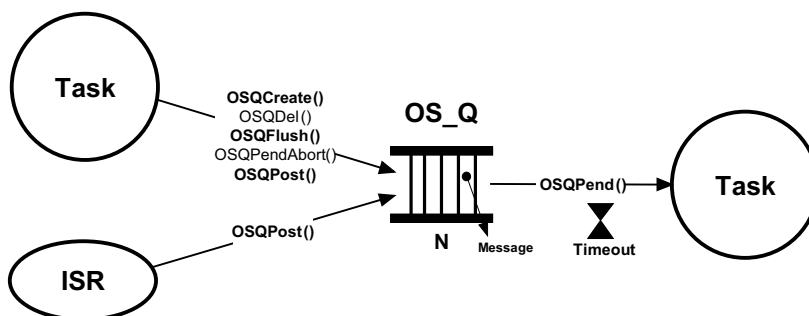 Task
OSQCreate()
OSQDel()
OSQFlush()
OSQPendAbort()
OSQPost()
OS_Q
OSQPend()
Task
Timeout
N
Message
OSQPost()
ISR